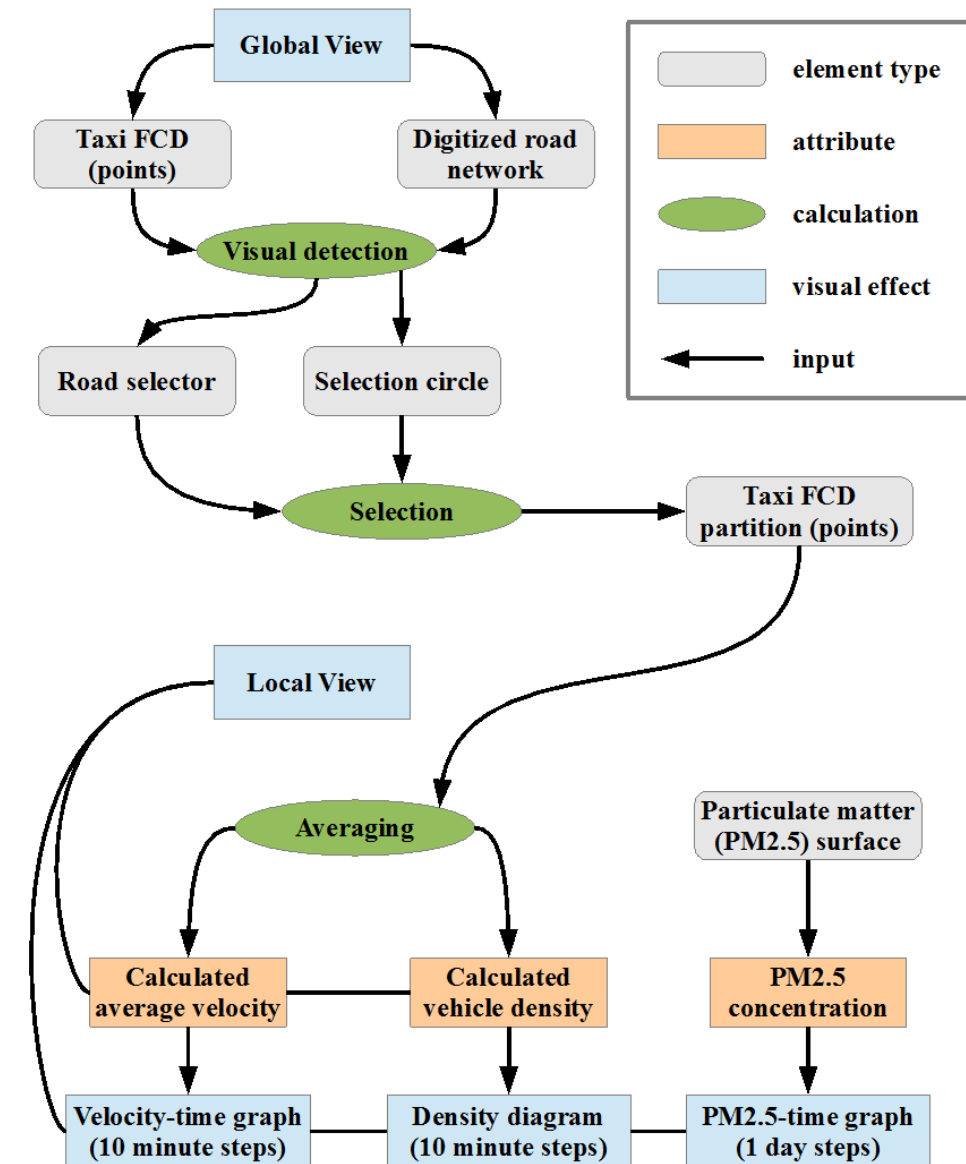 Global View
element type
attribute
calculation
visual effect
input
Taxi FCD
(points)
Digitized road
network
Visual detection
Road selector
Selection circle
Selection
Taxi FCD
partition (points)
Local View
Averaging
Particulate matter
(PM2.5) surface
Calculated
average velocity
Calculated
vehicle density
PM2.5
concentration
Velocity-time graph
(10 minute steps)
Density diagram
(10 minute steps)
PM2.5-time graph
(1 day steps)